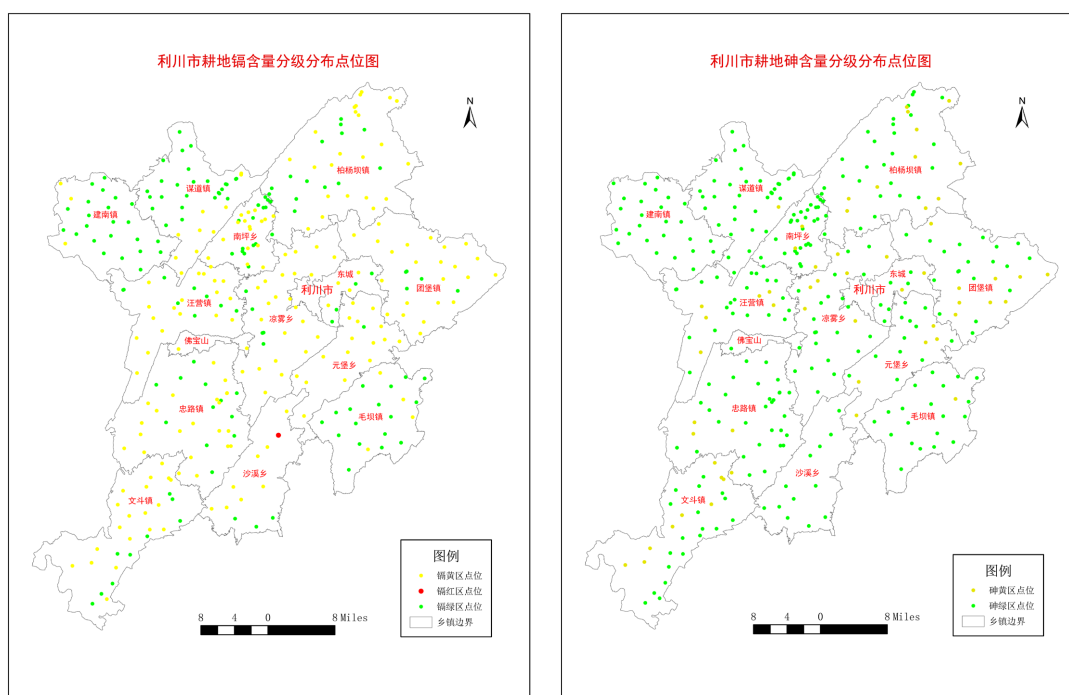 利川市耕地镉含量分级分布点位图
N
柏杨坝镇
谋道镇
建南镇
南坪乡
东城
利川市
团堡镇
汪营镇
凉雾乡
佛宝山
元堡乡
忠路镇
毛坝镇
沙溪乡
文斗镇
图例
镉黄区点位
镉红区点位
镉绿区点位
乡镇边界
8 4 0 8 Miles
利川市耕地砷含量分级分布点位图
N
柏杨坝镇
谋道镇
建南镇
南坪乡
东城
利川市
团堡镇
汪营镇
凉雾乡
佛宝山
元堡乡
忠路镇
毛坝镇
沙溪乡
文斗镇
图例
砷黄区点位
砷绿区点位
乡镇边界
8 4 0 8 Miles